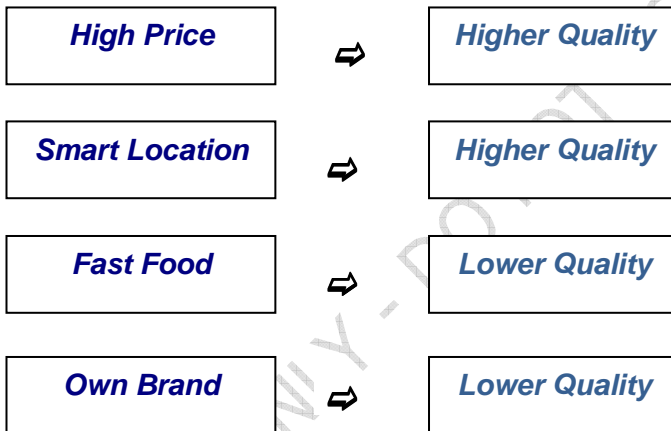 High Price ⇨ Higher Quality
Smart Location ⇨ Higher Quality
Fast Food ⇨ Lower Quality
Own Brand ⇨ Lower Quality